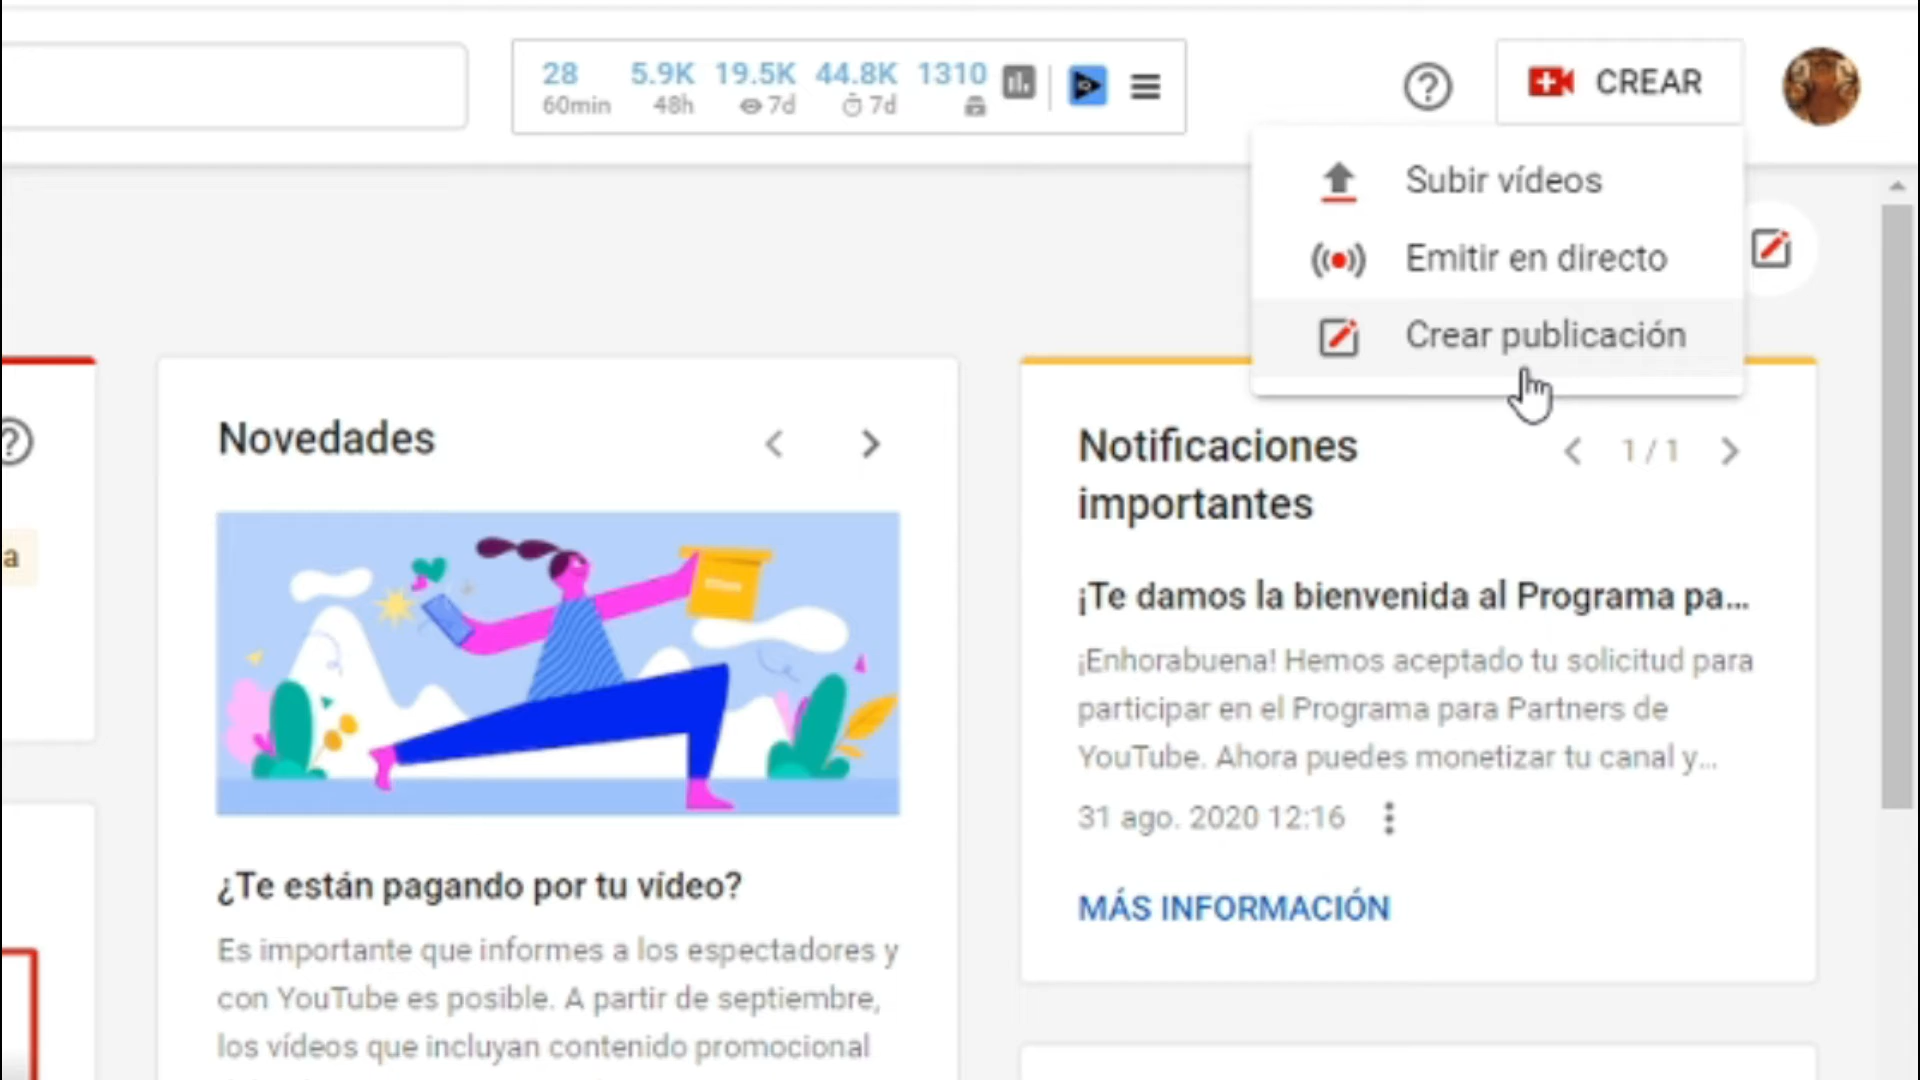 28 5.9K 19.5K 44.8K 1310
60min 48h 7d 7d
CREAR
Subir vídeos
Emitir en directo
Crear publicación
a
Novedades
¿Te están pagando por tu vídeo?
Es importante que informes a los espectadores y
con YouTube es posible. A partir de septiembre,
los vídeos que incluyan contenido promocional
Notificaciones
importantes
1 / 1
¡Te damos la bienvenida al Programa pa...
¡Enhorabuena! Hemos aceptado tu solicitud para
participar en el Programa para Partners de
YouTube. Ahora puedes monetizar tu canal y...
31 ago. 2020 12:16
MÁS INFORMACIÓN